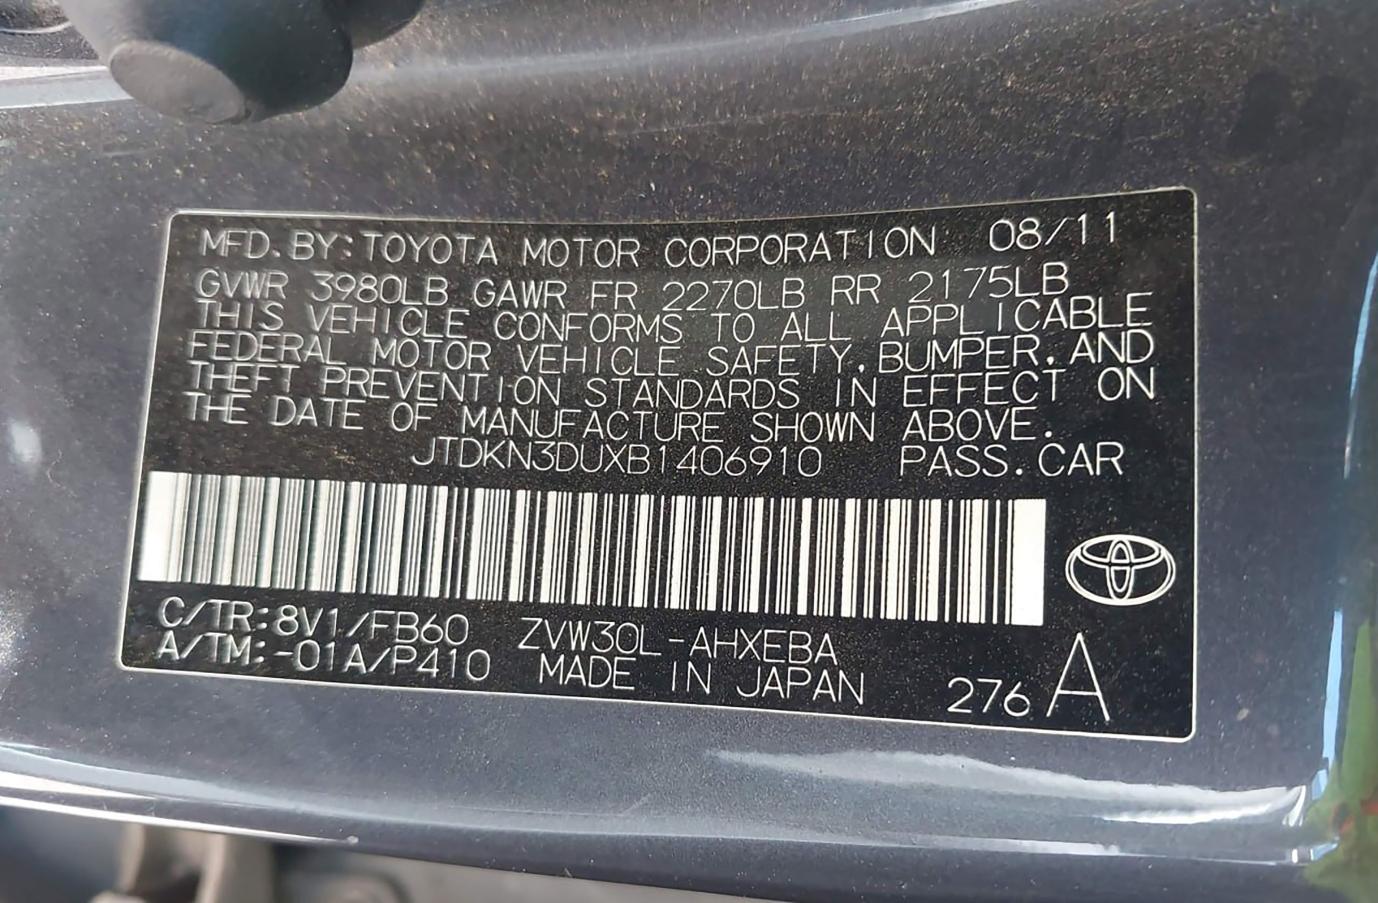 MFD. BY: TOYOTA MOTOR CORPORATION 08/11
GVWR 3980LB GAWR FR 2270LB RR 2175LB
THIS VEHICLE CONFORMS TO ALL APPLICABLE
FEDERAL MOTOR VEHICLE SAFETY, BUMPER, AND
THEFT PREVENTION STANDARDS IN EFFECT ON
THE DATE OF MANUFACTURE SHOWN ABOVE.
JTDKN3DUXB1406910 PASS. CAR
C/TR: 8V1/FB60 ZVW30L-AHXEBA
A/TM: -01A/P410 MADE IN JAPAN 276 A